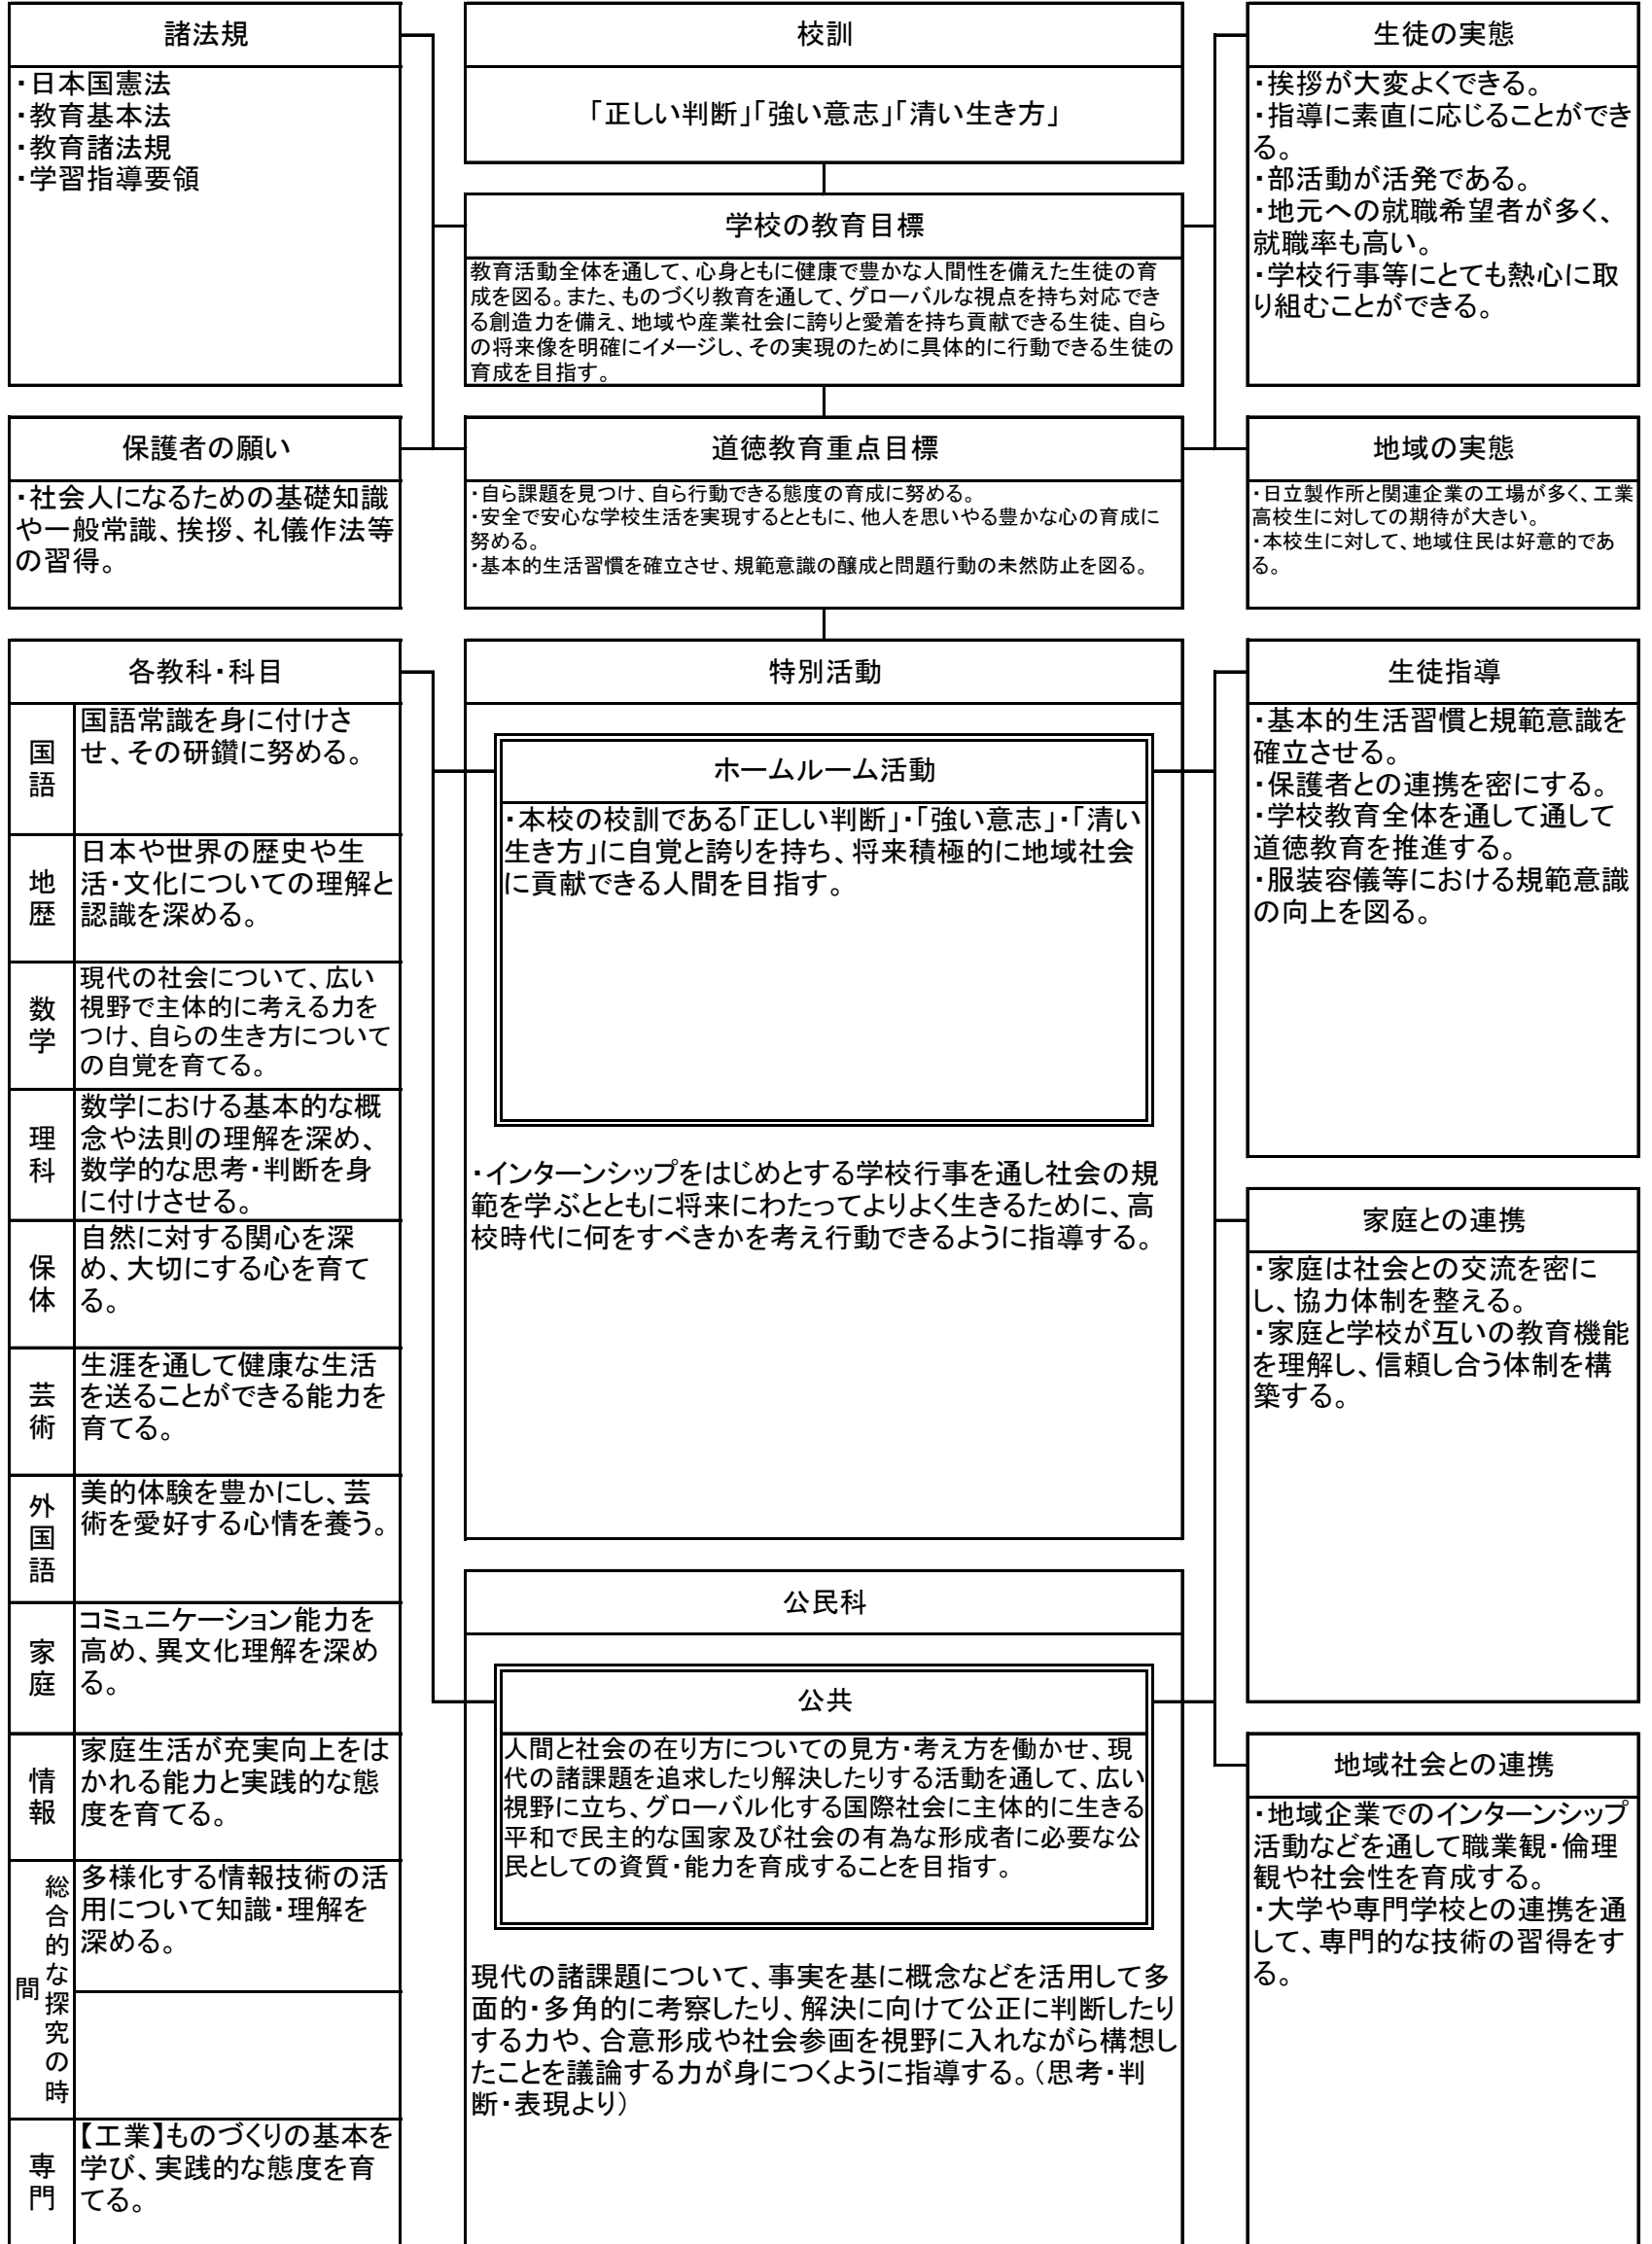 諸法規
・日本国憲法
・教育基本法
・教育諸法規
・学習指導要領
校訓
「正しい判断」「強い意志」「清い生き方」
生徒の実態
・挨拶が大変よくできる。
・指導に素直に応じることができ
る。
・部活動が活発である。
・地元への就職希望者が多く、
就職率も高い。
・学校行事等にとても熱心に取
り組むことができる。
学校の教育目標
教育活動全体を通して、心身ともに健康で豊かな人間性を備えた生徒の育
成を図る。また、ものづくり教育を通して、グローバルな視点を持ち対応でき
る創造力を備え、地域や産業社会に誇りと愛着を持ち貢献できる生徒、自ら
の将来像を明確にイメージし、その実現のために具体的に行動できる生徒の
育成を目指す。
保護者の願い
・社会人になるための基礎知識
や一般常識、挨拶、礼儀作法等
の習得。
道徳教育重点目標
・自ら課題を見つけ、自ら行動できる態度の育成に努める。
・安全で安心な学校生活を実現するとともに、他人を思いやる豊かな心の育成に
努める。
・基本的生活習慣を確立させ、規範意識の醸成と問題行動の未然防止を図る。
地域の実態
・日立製作所と関連企業の工場が多く、工業
高校生に対しての期待が大きい。
・本校生に対して、地域住民は好意的であ
る。
各教科・科目
国語
国語常識を身に付けさ
せ、その研鑽に努める。
地歴
日本や世界の歴史や生
活・文化についての理解と
認識を深める。
数学
現代の社会について、広い
視野で主体的に考える力を
つけ、自らの生き方について
の自覚を育てる。
理科
数学における基本的な概
念や法則の理解を深め、
数学的な思考・判断を身
に付けさせる。
保体
自然に対する関心を深
め、大切にする心を育て
る。
芸術
生涯を通して健康な生活
を送ることができる能力を
育てる。
外国語
美的体験を豊かにし、芸
術を愛好する心情を養う。
家庭
コミュニケーション能力を
高め、異文化理解を深め
る。
情報
家庭生活が充実向上をは
かれる能力と実践的な態
度を育てる。
総合的な探究の時
間
多様化する情報技術の活
用について知識・理解を
深める。
専門
【工業】ものづくりの基本を
学び、実践的な態度を育
てる。
特別活動
ホームルーム活動
・本校の校訓である「正しい判断」・「強い意志」・「清い
生き方」に自覚と誇りを持ち、将来積極的に地域社会
に貢献できる人間を目指す。
・インターンシップをはじめとする学校行事を通し社会の規
範を学ぶとともに将来にわたってよりよく生きるために、高
校時代に何をすべきかを考え行動できるように指導する。
公民科
公共
人間と社会の在り方についての見方・考え方を働かせ、現
代の諸課題を追求したり解決したりする活動を通して、広い
視野に立ち、グローバル化する国際社会に主体的に生きる
平和で民主的な国家及び社会の有為な形成者に必要な公
民としての資質・能力を育成することを目指す。
現代の諸課題について、事実を基に概念などを活用して多
面的・多角的に考察したり、解決に向けて公正に判断したり
する力や、合意形成や社会参画を視野に入れながら構想し
たことを議論する力が身につくように指導する。（思考・判
断・表現より）
生徒指導
・基本的生活習慣と規範意識を
確立させる。
・保護者との連携を密にする。
・学校教育全体を通して通して
道徳教育を推進する。
・服装容儀等における規範意識
の向上を図る。
家庭との連携
・家庭は社会との交流を密に
し、協力体制を整える。
・家庭と学校が互いの教育機能
を理解し、信頼し合う体制を構
築する。
地域社会との連携
・地域企業でのインターンシップ
活動などを通して職業観・倫理
観や社会性を育成する。
・大学や専門学校との連携を通
して、専門的な技術の習得をす
る。